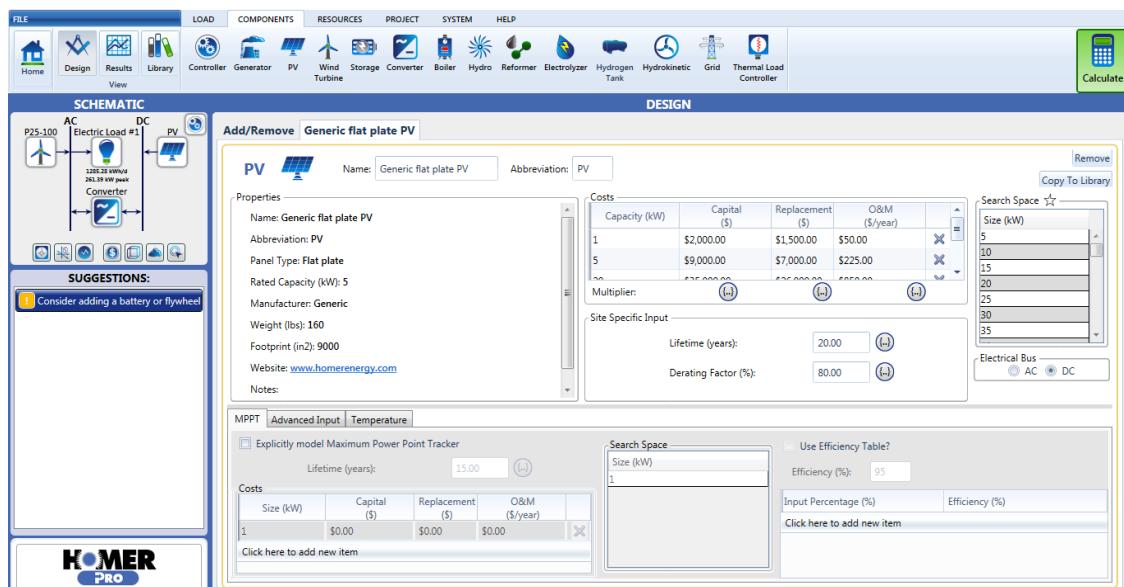 FILE
LOAD COMPONENTS RESOURCES PROJECT SYSTEM HELP
Home
Design
Results
Library
View
Controller Generator PV Wind Turbine Storage Converter Boiler Hydro Reformer Electrolyzer Hydrogen Tank Hydrokinetic Grid Thermal Load Controller
Calculate
SCHEMATIC
DESIGN
AC DC
P25-100 Electric Load #1 PV
1285.28 kWh/d
261.39 kW peak
Converter
SUGGESTIONS:
! Consider adding a battery or flywheel
HOMER
PRO
Add/Remove Generic flat plate PV
PV Name: Generic flat plate PV Abbreviation: PV
Remove
Copy To Library
Properties
Name: Generic flat plate PV
Abbreviation: PV
Panel Type: Flat plate
Rated Capacity (kW): 5
Manufacturer: Generic
Weight (lbs): 160
Footprint (in2): 9000
Website: www.homerenergy.com
Notes:
Costs
Capacity (kW) Capital ($) Replacement ($) O&M ($/year)
1 $2,000.00 $1,500.00 $50.00
5 $9,000.00 $7,000.00 $225.00
Multiplier: {..} {..} {..}
Site Specific Input
Lifetime (years): 20.00 {..}
Derating Factor (%): 80.00 {..}
Search Space
Size (kW)
5
10
15
20
25
30
35
Electrical Bus
AC DC
MPPT Advanced Input Temperature
Explicitly model Maximum Power Point Tracker
Lifetime (years): 15.00 {..}
Costs
Size (kW) Capital ($) Replacement ($) O&M ($/year)
1 $0.00 $0.00 $0.00
Click here to add new item
Search Space
Size (kW)
1
Use Efficiency Table?
Efficiency (%): 95
Input Percentage (%) Efficiency (%)
Click here to add new item